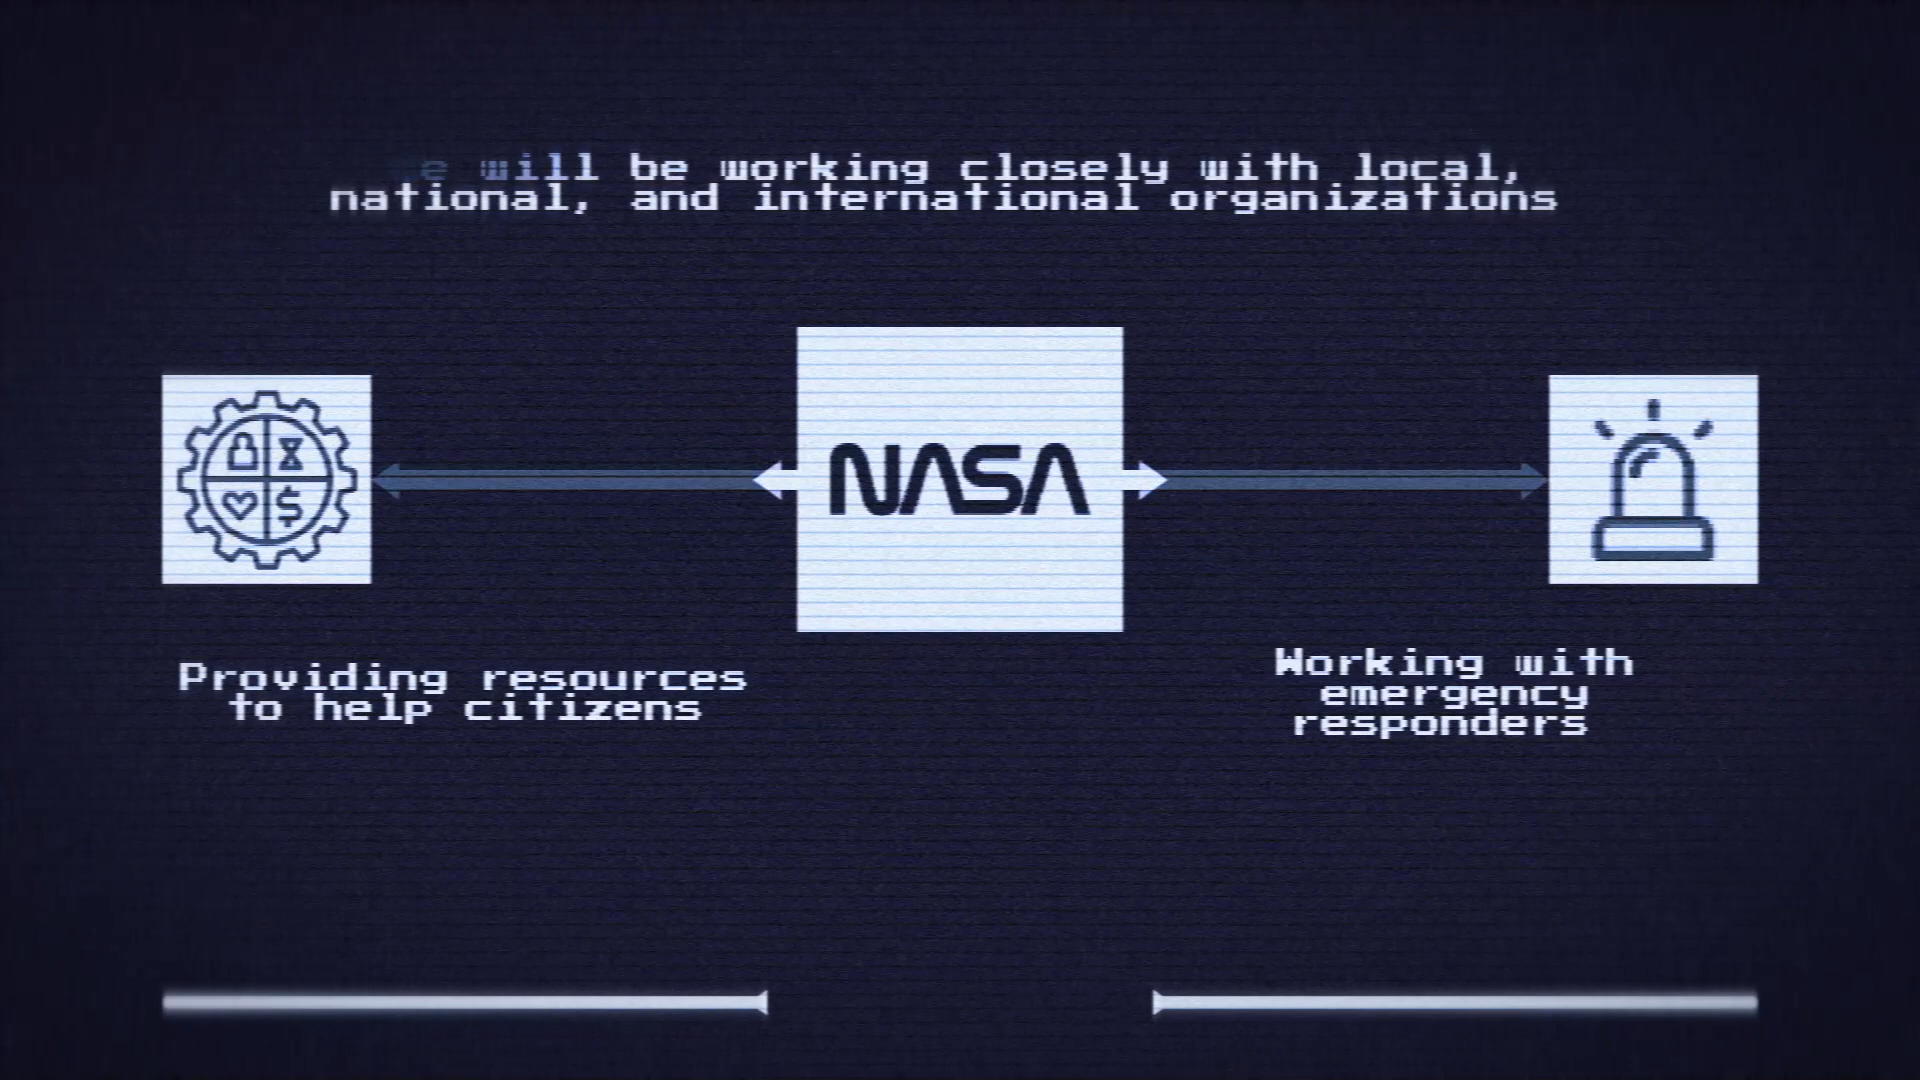 will be working closely with local,
national, and international organizations
NASA
$
Providing resources
to help citizens
Working with
emergency
responders